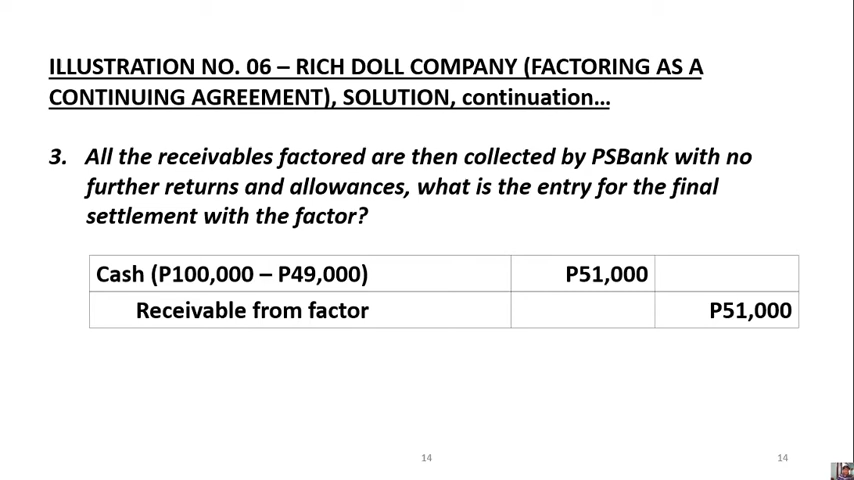 ILLUSTRATION NO. 06 – RICH DOLL COMPANY (FACTORING AS A
CONTINUING AGREEMENT), SOLUTION, continuation…
3. All the receivables factored are then collected by PSBank with no
further returns and allowances, what is the entry for the final
settlement with the factor?
Cash (P100,000 – P49,000) P51,000
Receivable from factor P51,000
14 14